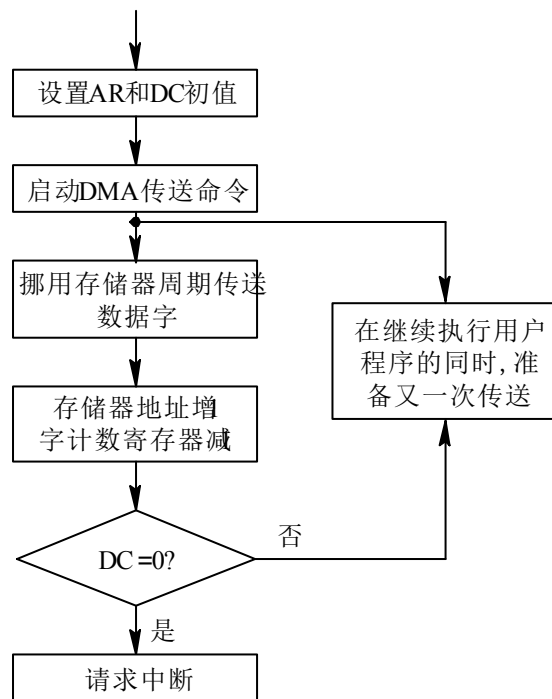 设置AR和DC初值
启动DMA传送命令
挪用存储器周期传送
数据字
在继续执行用户
程序的同时,准
备又一次传送
存储器地址增1
字计数寄存器减1
DC=0?
否
是
请求中断